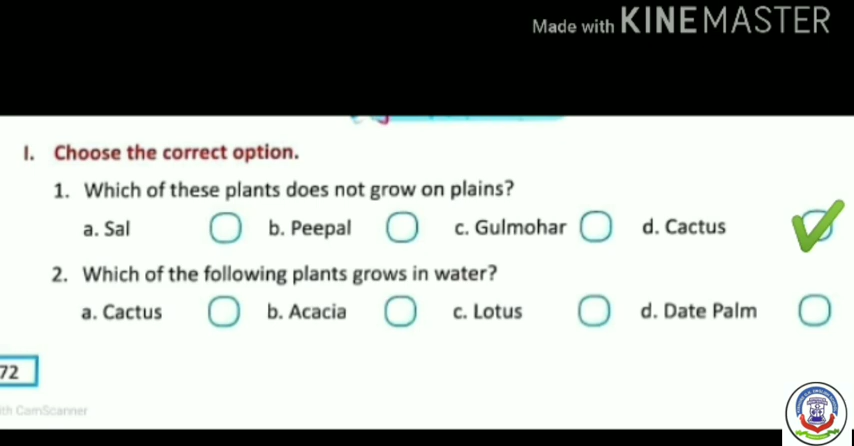 Made with KINEMASTER
I. Choose the correct option.
1. Which of these plants does not grow on plains?
a. Sal b. Peepal c. Gulmohar d. Cactus
2. Which of the following plants grows in water?
a. Cactus b. Acacia c. Lotus d. Date Palm
72
th CamScanner